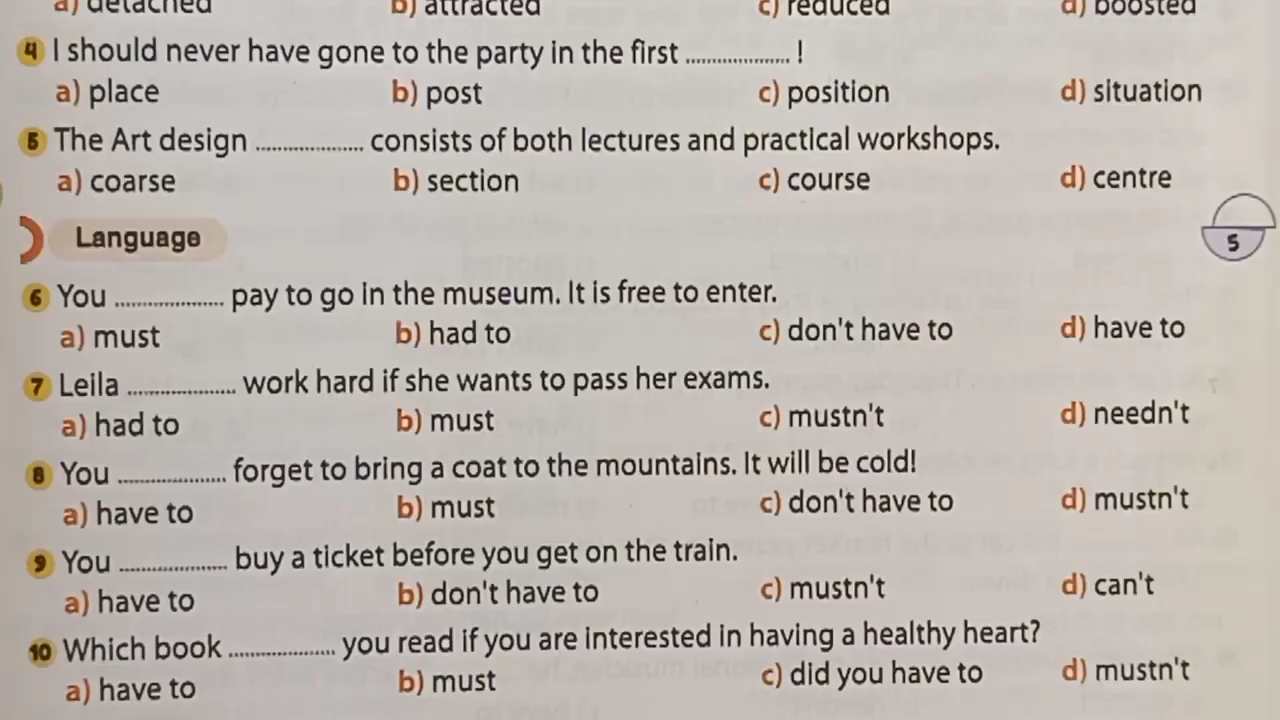 a) detached b) attracted c) reduced d) boosted
4 I should never have gone to the party in the first .................... !
a) place b) post c) position d) situation
5 The Art design .................... consists of both lectures and practical workshops.
a) coarse b) section c) course d) centre
Language
5
6 You .................... pay to go in the museum. It is free to enter.
a) must b) had to c) don't have to d) have to
7 Leila .................... work hard if she wants to pass her exams.
a) had to b) must c) mustn't d) needn't
8 You .................... forget to bring a coat to the mountains. It will be cold!
a) have to b) must c) don't have to d) mustn't
9 You .................... buy a ticket before you get on the train.
a) have to b) don't have to c) mustn't d) can't
10 Which book .................... you read if you are interested in having a healthy heart?
a) have to b) must c) did you have to d) mustn't